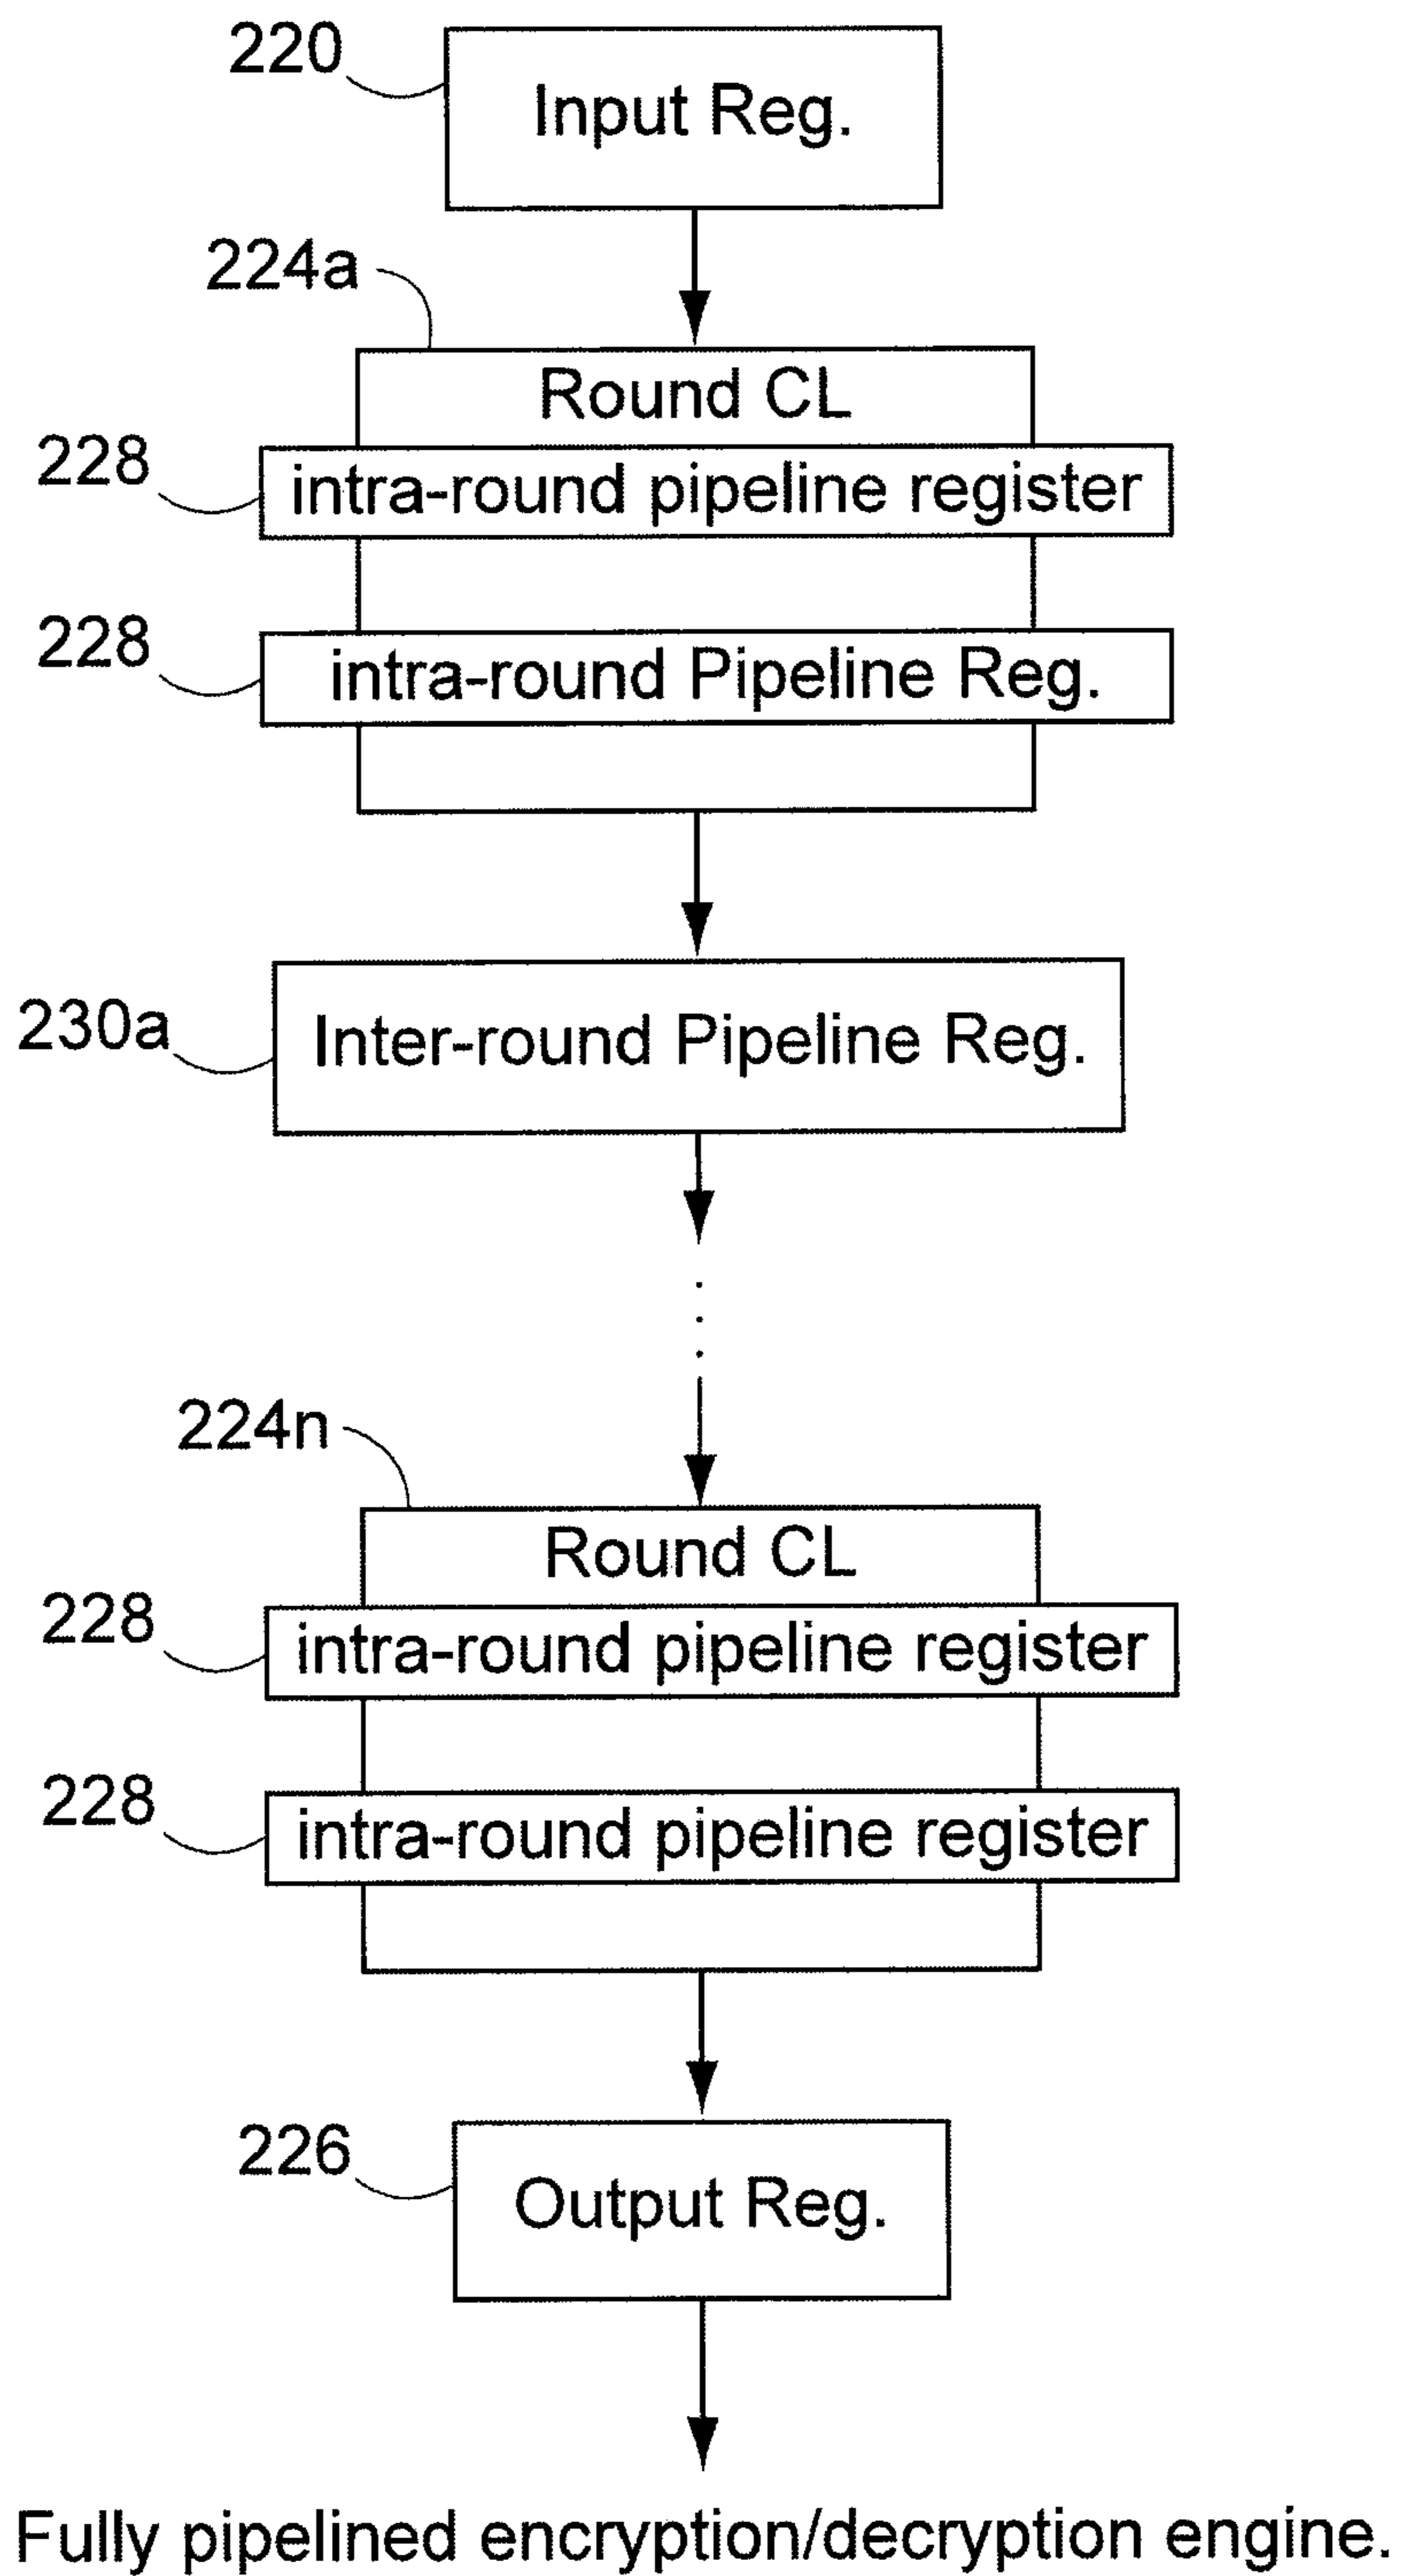 220
Input Reg.
224a
Round CL
228
intra-round pipeline register
228
intra-round Pipeline Reg.
230a
Inter-round Pipeline Reg.
224n
Round CL
228
intra-round pipeline register
228
intra-round pipeline register
226
Output Reg.
Fully pipelined encryption/decryption engine.